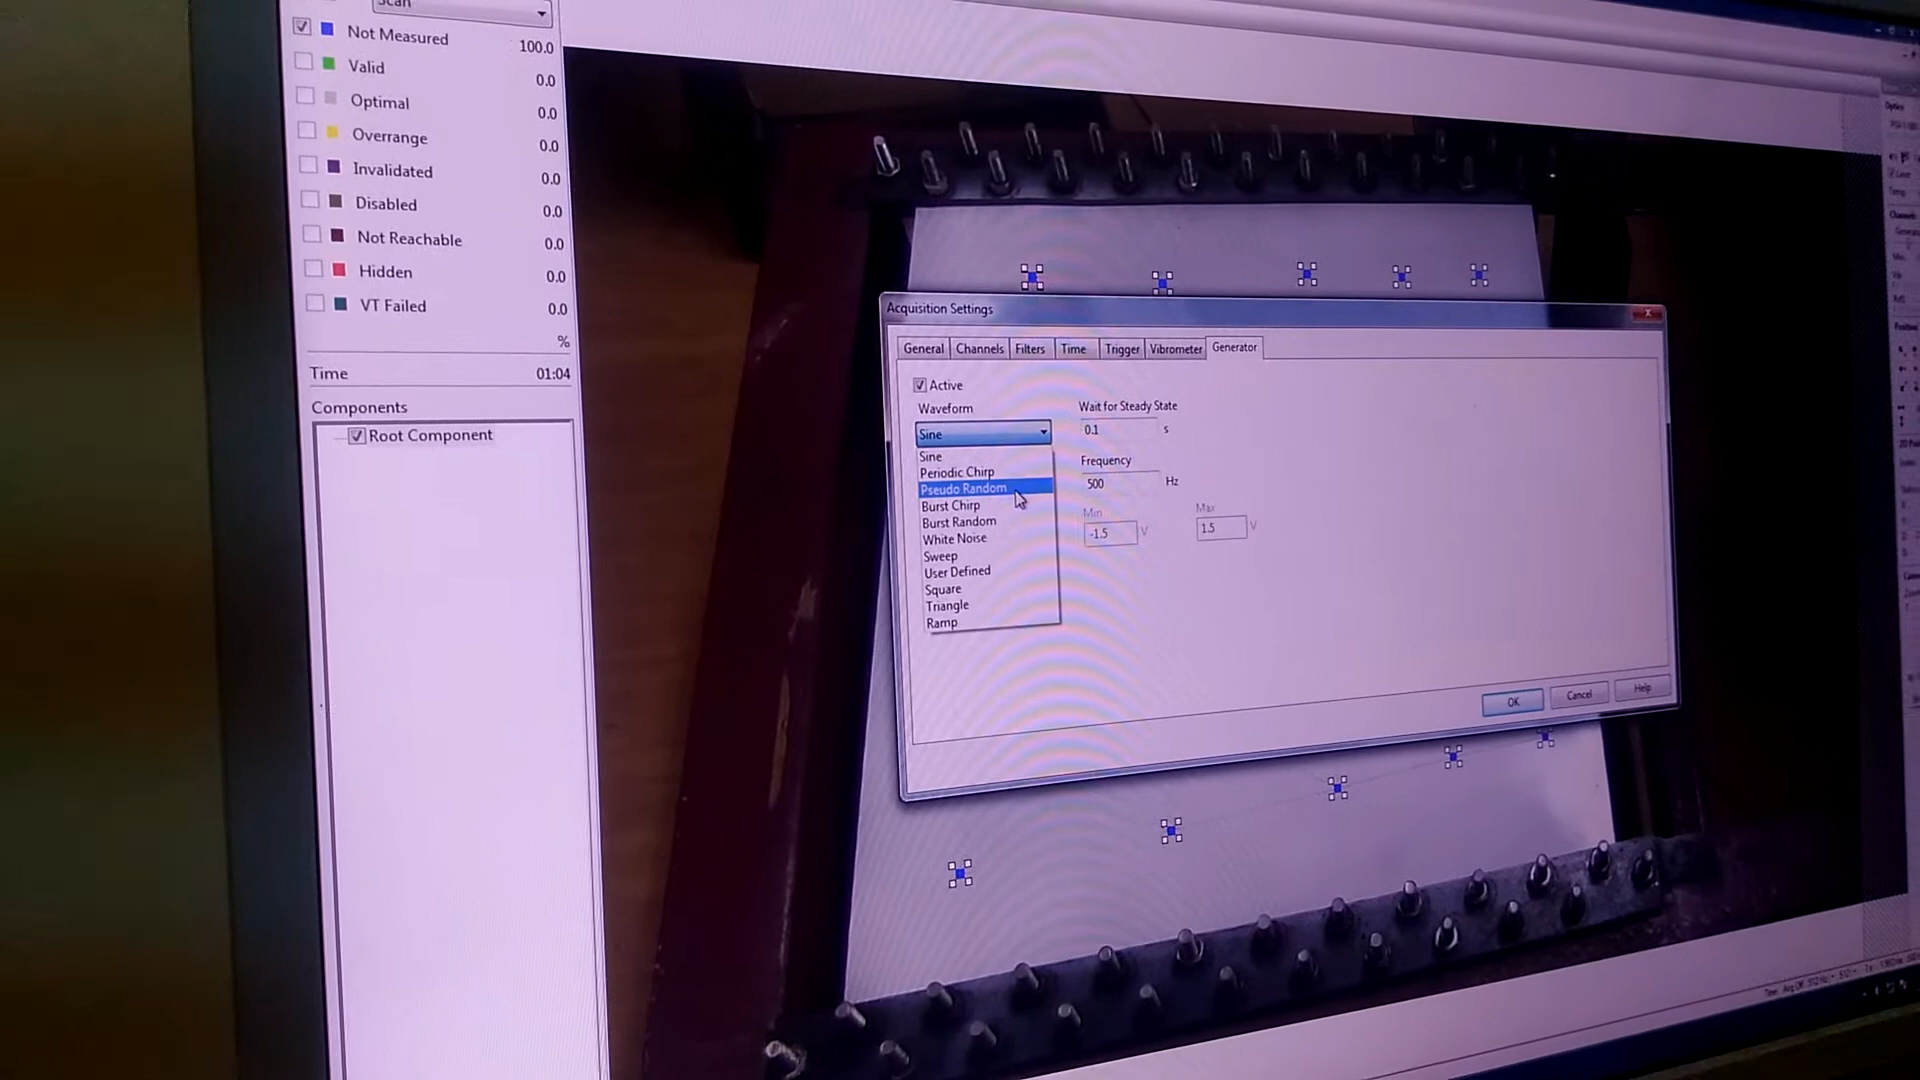 Scan
Not Measured 100.0
Valid 0.0
Optimal 0.0
Overrange 0.0
Invalidated 0.0
Disabled 0.0
Not Reachable 0.0
Hidden 0.0
VT Failed 0.0
%
Time 01:04
Components
Root Component
Acquisition Settings
General Channels Filters Time Trigger Vibrometer Generator
Active
Waveform
Sine
Sine
Periodic Chirp
Pseudo Random
Burst Chirp
Burst Random
White Noise
Sweep
User Defined
Square
Triangle
Ramp
Wait for Steady State
0.1 s
Frequency
500 Hz
Min Max
-1.5 V 1.5 V
OK Cancel Help
Optics